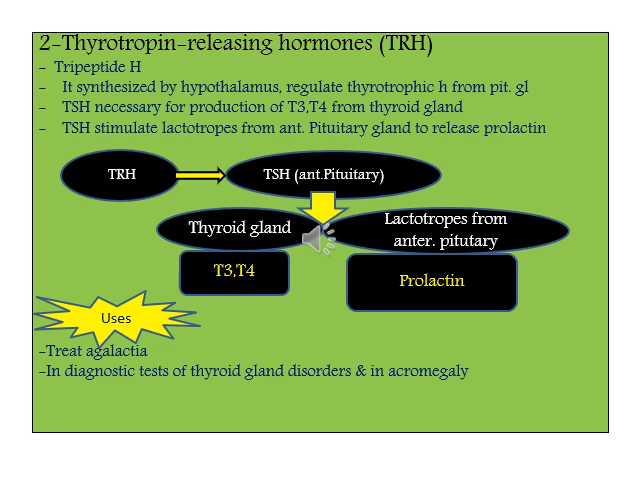 2-Thyrotropin-releasing hormones (TRH)
- Tripeptide H
- It synthesized by hypothalamus, regulate thyrotrophic h from pit. gl
- TSH necessary for production of T3,T4 from thyroid gland
- TSH stimulate lactotropes from ant. Pituitary gland to release prolactin
TRH
TSH (ant.Pituitary)
Thyroid gland
Lactotropes from
anter. pitutary
T3,T4
Prolactin
Uses
-Treat agalactia
-In diagnostic tests of thyroid gland disorders & in acromegaly